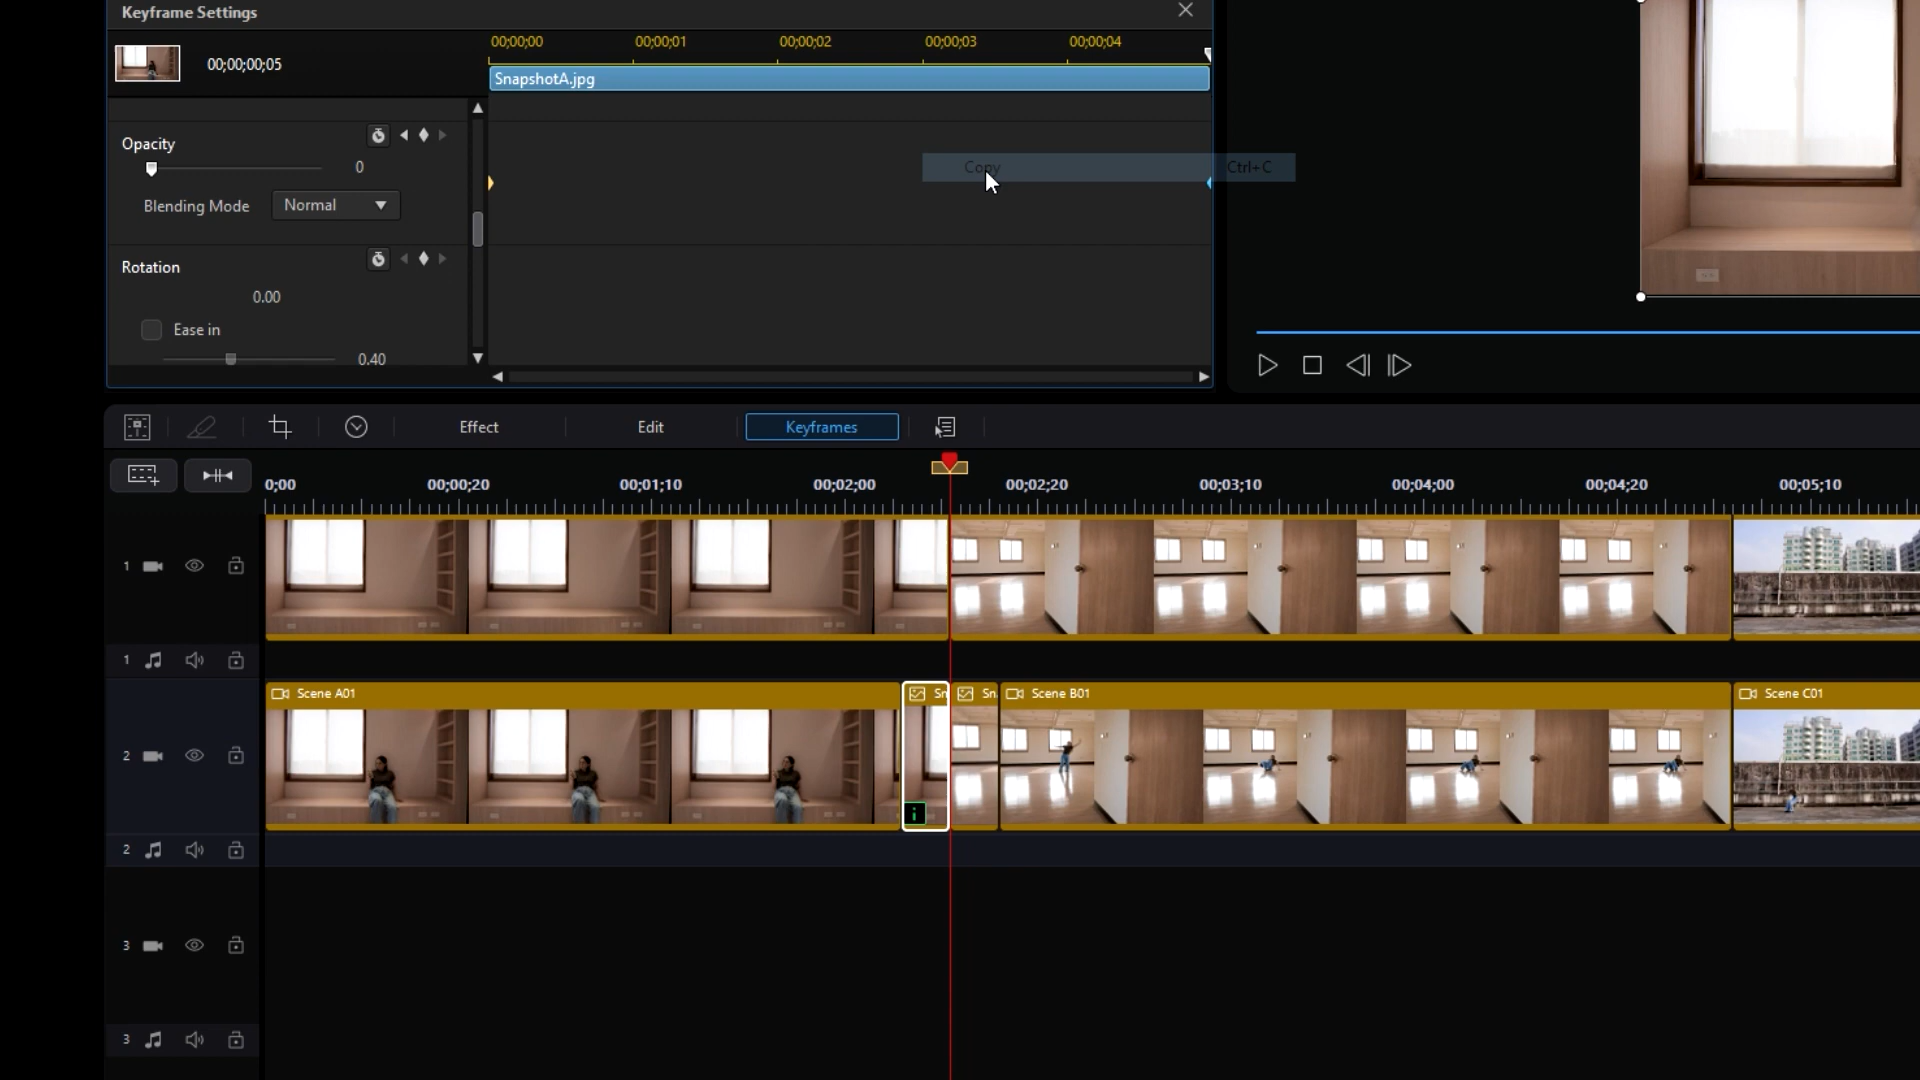 Keyframe Settings
00;00;00 00;00;01 00;00;02 00;00;03 00;00;04
00;00;00;05
SnapshotA.jpg
Opacity
0
Copy Ctrl+C
Blending Mode Normal
Rotation
0.00
Ease in
0.40
Effect Edit Keyframes
0;00 00;00;20 00;01;10 00;02;00 00;02;20 00;03;10 00;04;00 00;04;20 00;05;10
1
1
Scene A01 Sn Sn. Scene B01 Scene C01
2
i
2
3
3